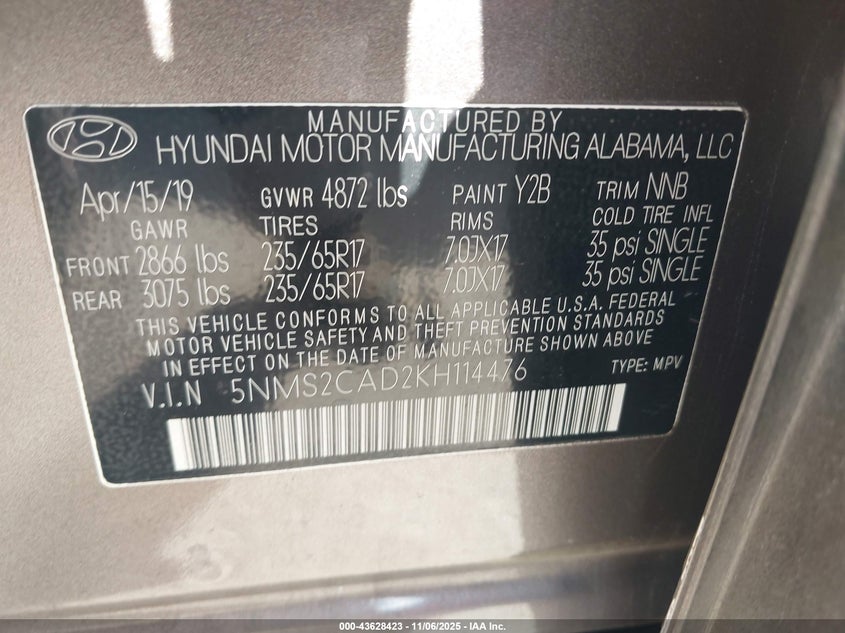 MANUFACTURED BY
HYUNDAI MOTOR MANUFACTURING ALABAMA, LLC
Apr/15/19 GVWR 4872 lbs PAINT Y2B TRIM NNB
GAWR TIRES RIMS COLD TIRE INFL
FRONT 2866 lbs 235/65R17 7.0JX17 35 psi SINGLE
REAR 3075 lbs 235/65R17 7.0JX17 35 psi SINGLE
THIS VEHICLE CONFORMS TO ALL APPLICABLE U.S.A. FEDERAL
MOTOR VEHICLE SAFETY AND THEFT PREVENTION STANDARDS
IN EFFECT ON THE DATE OF MANUFACTURE SHOWN ABOVE
V.I.N 5NMS2CAD2KH114476 TYPE: MPV
000-43628423 - 11/06/2025 - IAA Inc.